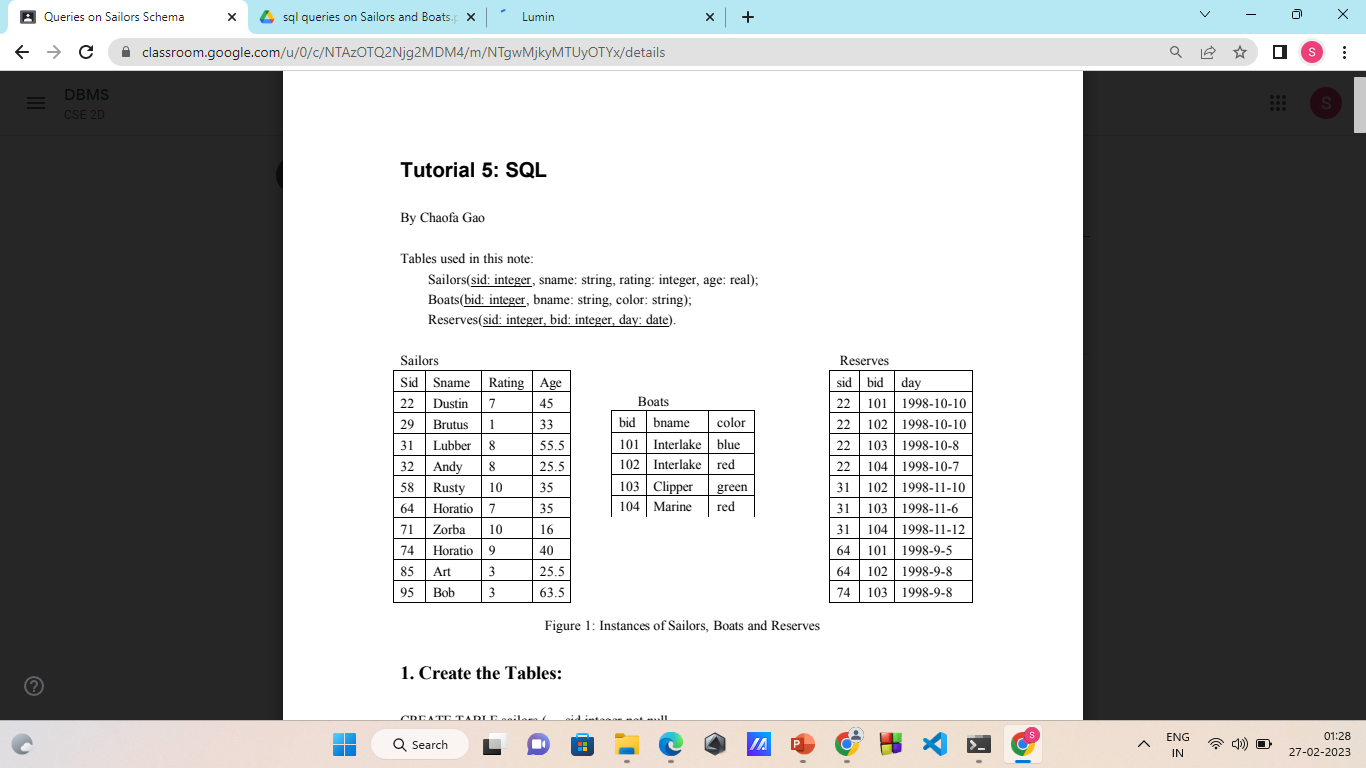 Queries on Sailors Schema
sql queries on Sailors and Boats.p
Lumin
classroom.google.com/u/0/c/NTAzOTQ2Njg2MDM4/m/NTgwMjkyMTUyOTYx/details
S
DBMS
CSE 2D
S
Tutorial 5: SQL
By Chaofa Gao
Tables used in this note:
Sailors(sid: integer, sname: string, rating: integer, age: real);
Boats(bid: integer, bname: string, color: string);
Reserves(sid: integer, bid: integer, day: date).
Sailors
Sid Sname Rating Age
22 Dustin 7 45
29 Brutus 1 33
31 Lubber 8 55.5
32 Andy 8 25.5
58 Rusty 10 35
64 Horatio 7 35
71 Zorba 10 16
74 Horatio 9 40
85 Art 3 25.5
95 Bob 3 63.5
Boats
bid bname color
101 Interlake blue
102 Interlake red
103 Clipper green
104 Marine red
Reserves
sid bid day
22 101 1998-10-10
22 102 1998-10-10
22 103 1998-10-8
22 104 1998-10-7
31 102 1998-11-10
31 103 1998-11-6
31 104 1998-11-12
64 101 1998-9-5
64 102 1998-9-8
74 103 1998-9-8
Figure 1: Instances of Sailors, Boats and Reserves
1. Create the Tables:
CREATE TABLE sailors ( sid integer not null,
Search
P
S
ENG
IN
01:28
27-02-2023